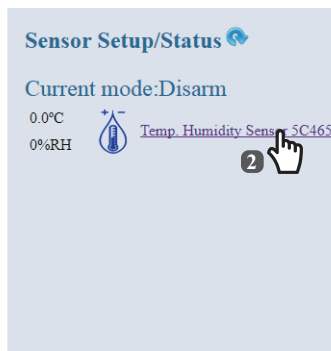 Sensor Setup/Status
Current mode:Disarm
0.0°C
+ −
0%RH
Temp. Humidity Sensor 5C465
2